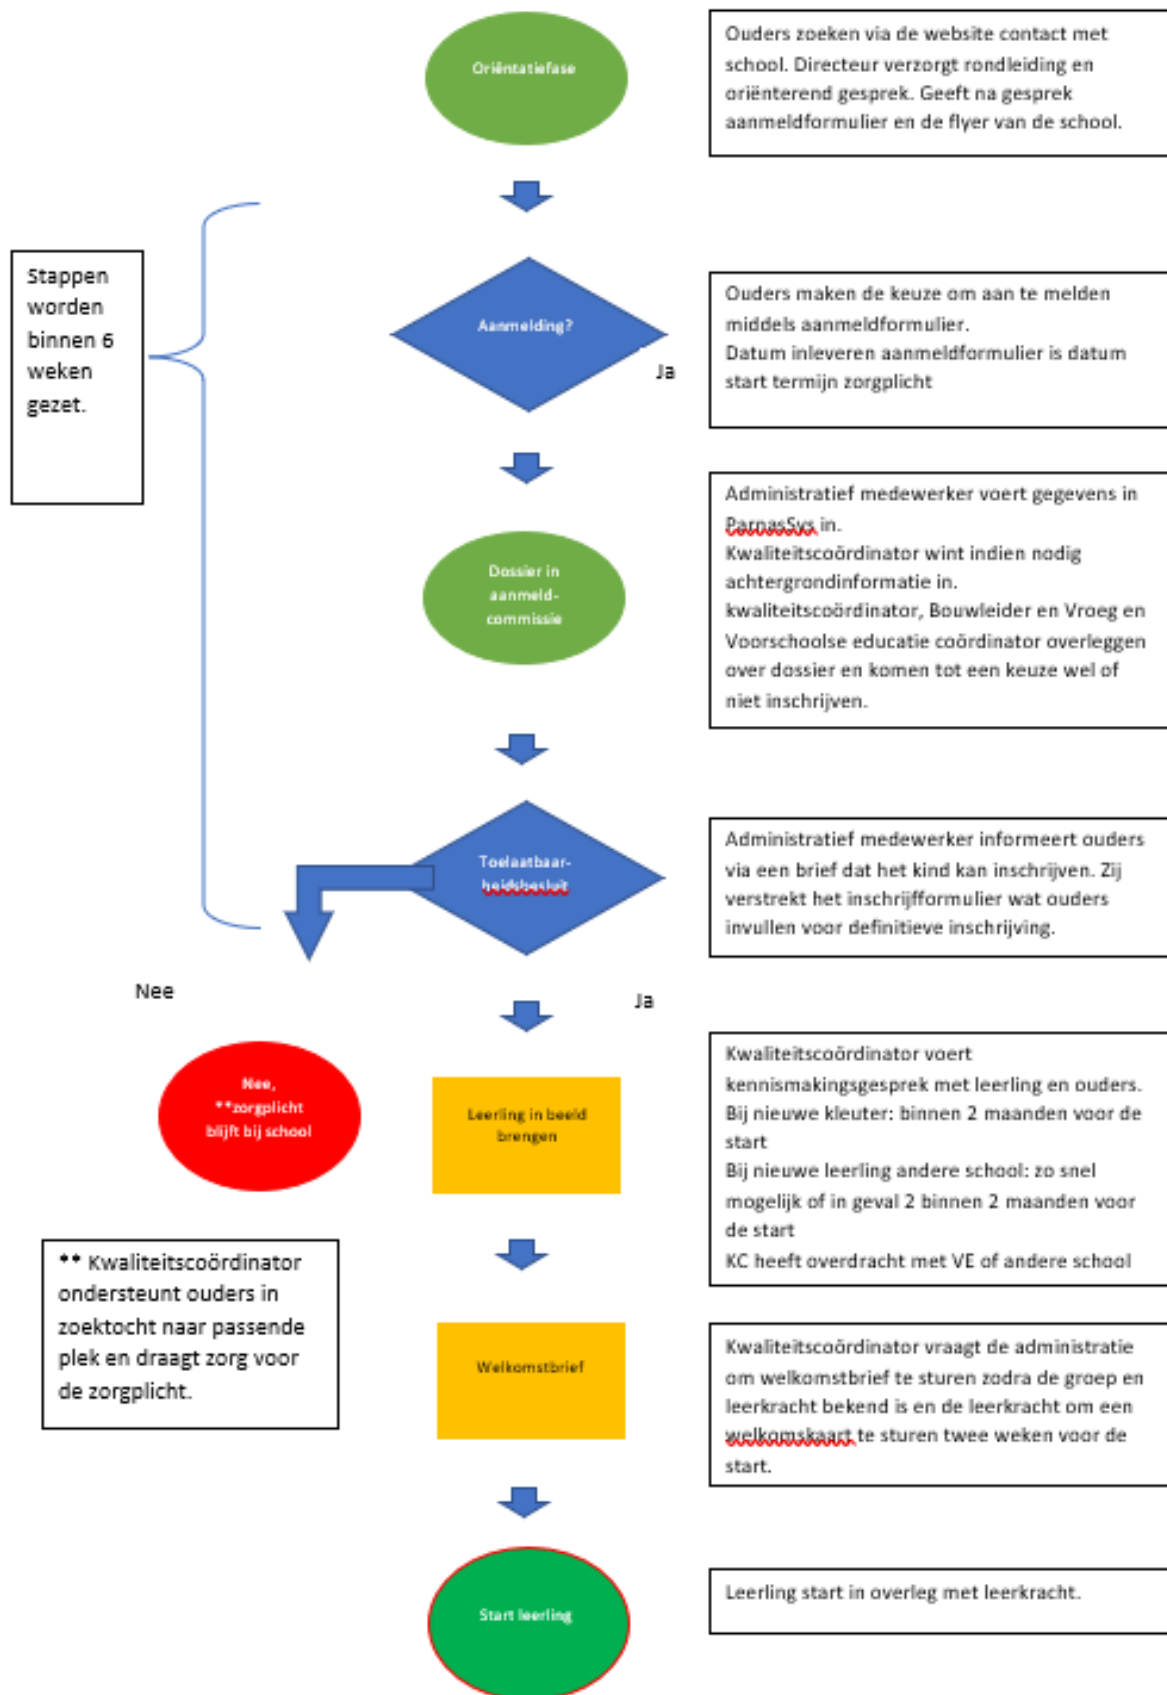 Oriëntatiefase
Ouders zoeken via de website contact met
school. Directeur verzorgt rondleiding en
oriënterend gesprek. Geeft na gesprek
aanmeldformulier en de flyer van de school.
Stappen
worden
binnen 6
weken
gezet.
Aanmelding?
Ja
Ouders maken de keuze om aan te melden
middels aanmeldformulier.
Datum inleveren aanmeldformulier is datum
start termijn zorgplicht
Dossier in
aanmeld-
commissie
Administratief medewerker voert gegevens in
ParnasSys in.
Kwaliteitscoördinator wint indien nodig
achtergrondinformatie in.
kwaliteitscoördinator, Bouwleider en Vroeg en
Voorschoolse educatie coördinator overleggen
over dossier en komen tot een keuze wel of
niet inschrijven.
Toelaatbaar-
heidsbesluit
Administratief medewerker informeert ouders
via een brief dat het kind kan inschrijven. Zij
verstrekt het inschrijfformulier wat ouders
invullen voor definitieve inschrijving.
Nee
Ja
Nee,
**zorgplicht
blijft bij school
Leerling in beeld
brengen
Kwaliteitscoördinator voert
kennismakingsgesprek met leerling en ouders.
Bij nieuwe kleuter: binnen 2 maanden voor de
start
Bij nieuwe leerling andere school: zo snel
mogelijk of in geval 2 binnen 2 maanden voor
de start
KC heeft overdracht met VE of andere school
** Kwaliteitscoördinator
ondersteunt ouders in
zoektocht naar passende
plek en draagt zorg voor
de zorgplicht.
Welkomstbrief
Kwaliteitscoördinator vraagt de administratie
om welkomstbrief te sturen zodra de groep en
leerkracht bekend is en de leerkracht om een
welkomskaart te sturen twee weken voor de
start.
Start leerling
Leerling start in overleg met leerkracht.